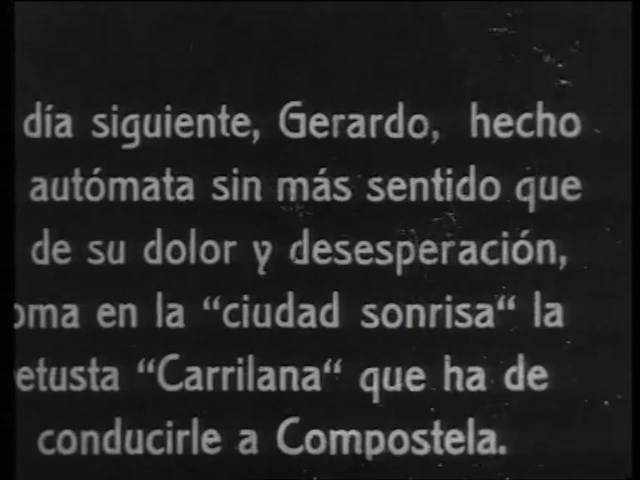 día siguiente, Gerardo, hecho
autómata sin más sentido que
de su dolor y desesperación,
oma en la “ciudad sonrisa“ la
etusta “Carrilana“ que ha de
conducirle a Compostela.